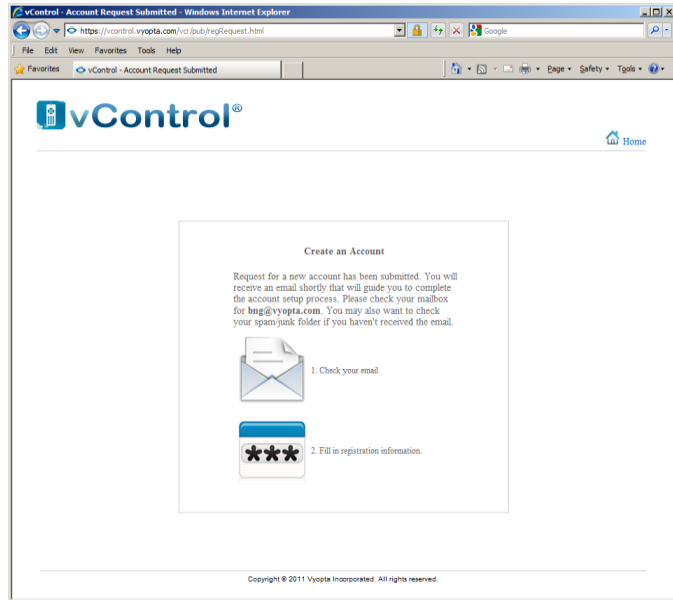 vControl - Account Request Submitted - Windows Internet Explorer
https://vcontrol.vyopta.com/vcr/pub/regRequest.html
Google
File Edit View Favorites Tools Help
Favorites vControl - Account Request Submitted Page Safety Tools
vControl®
Home
Create an Account
Request for a new account has been submitted. You will
receive an email shortly that will guide you to complete
the account setup process. Please check your mailbox
for bng@vyopta.com. You may also want to check
your spam/junk folder if you haven't received the email.
1. Check your email
***
2. Fill in registration information.
Copyright © 2011 Vyopta Incorporated. All rights reserved.